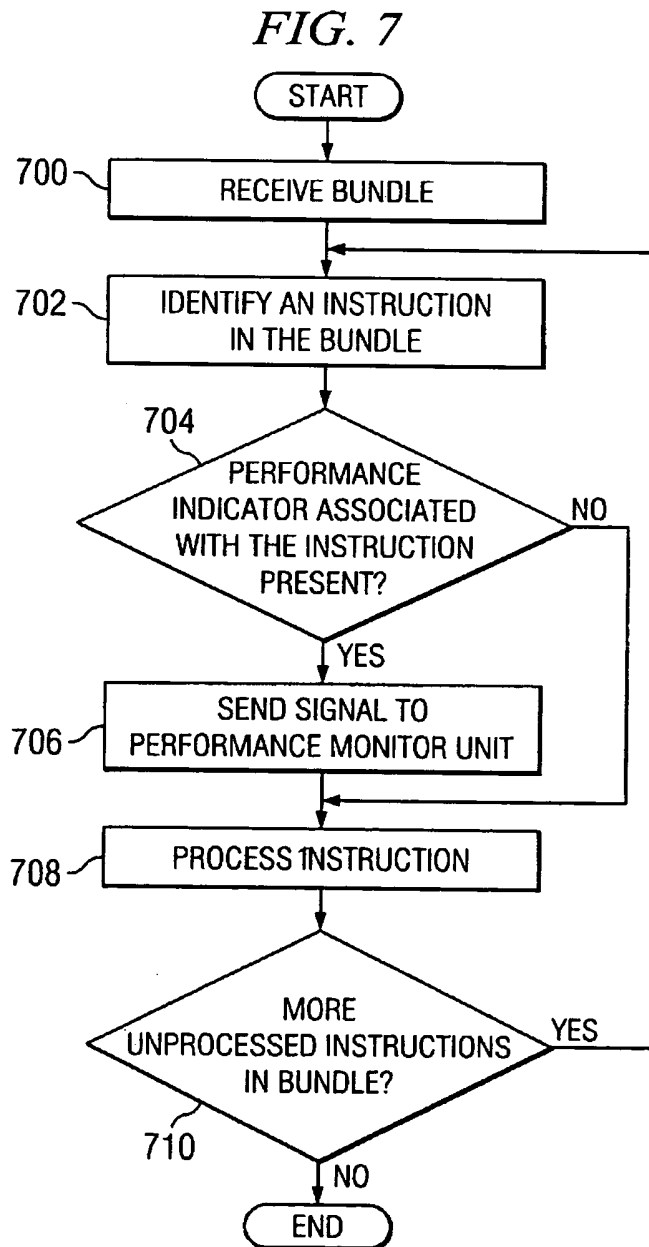 FIG. 7
START
700
RECEIVE BUNDLE
702
IDENTIFY AN INSTRUCTION
IN THE BUNDLE
704
PERFORMANCE
INDICATOR ASSOCIATED
WITH THE INSTRUCTION
PRESENT?
NO
YES
706
SEND SIGNAL TO
PERFORMANCE MONITOR UNIT
708
PROCESS INSTRUCTION
MORE
UNPROCESSED INSTRUCTIONS
IN BUNDLE?
YES
710
NO
END